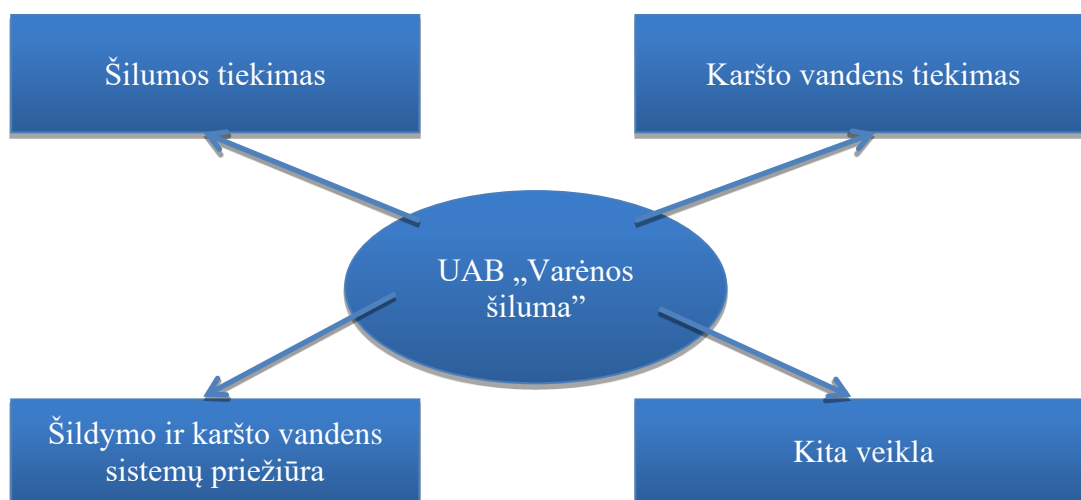 Šilumos tiekimas
Karšto vandens tiekimas
UAB „Varėnos
šiluma”
Šildymo ir karšto vandens
sistemų priežiūra
Kita veikla